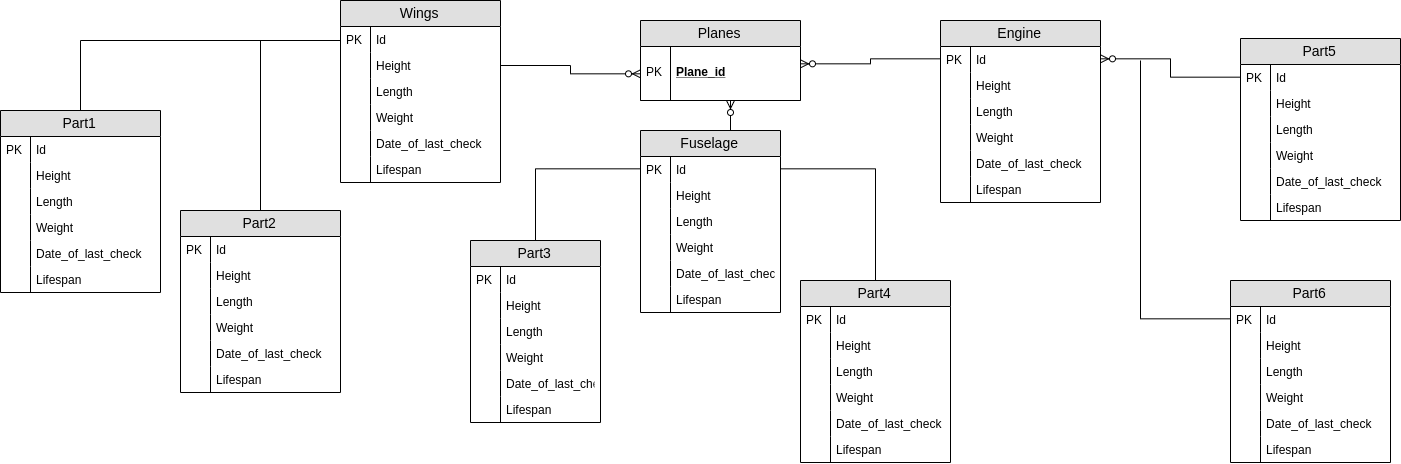 Wings
PK Id
Height
Length
Weight
Date_of_last_check
Lifespan
Planes
PK Plane_id
Engine
PK Id
Height
Length
Weight
Date_of_last_check
Lifespan
Part5
PK Id
Height
Length
Weight
Date_of_last_check
Lifespan
Part1
PK Id
Height
Length
Weight
Date_of_last_check
Lifespan
Fuselage
PK Id
Height
Length
Weight
Date_of_last_chec
Lifespan
Part2
PK Id
Height
Length
Weight
Date_of_last_check
Lifespan
Part3
PK Id
Height
Length
Weight
Date_of_last_che
Lifespan
Part4
PK Id
Height
Length
Weight
Date_of_last_check
Lifespan
Part6
PK Id
Height
Length
Weight
Date_of_last_check
Lifespan